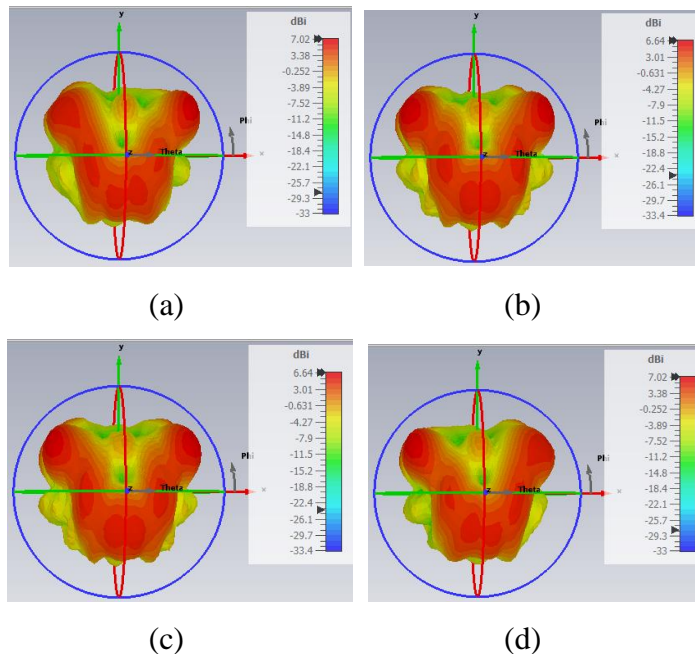 dBi
7.02
3.38
-0.252
-3.89
-7.52
-11.2
-14.8
-18.4
-22
-25.7
-29.3
-33
y
Phi
z
Theta
x
(a)
dBi
6.64
3.01
-0.631
-4.27
-7.9
-11.5
-15.2
-18.8
-22.4
-26.1
-29.7
-33.4
y
Phi
z
Theta
x
(b)
dBi
6.64
3.01
-0.631
-4.27
-7.9
-11.5
-15.2
-18.8
-22.4
-26.1
-29.7
-33.4
y
Phi
z
Theta
x
(c)
dBi
7.02
3.38
-0.252
-3.89
-7.52
-11.2
-14.8
-18.4
-22
-25.7
-29.3
-33
y
Phi
z
Theta
x
(d)